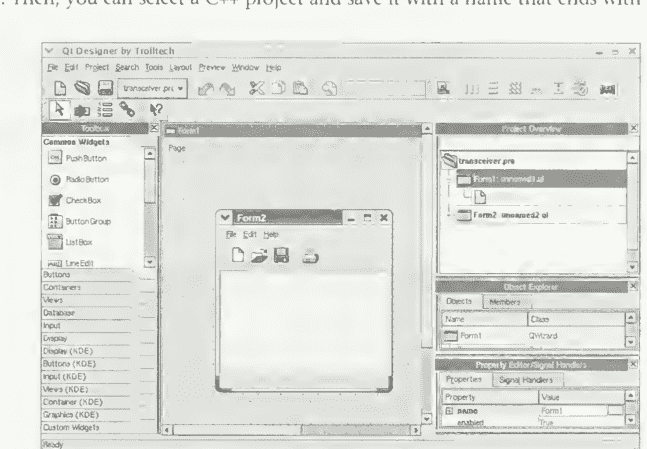 . Then, you can select a C++ project and save it with a name that ends with
Qt Designer by Trolltech
File Edit Project Search Tools Layout Preview Window Help
transceiver.pro
Toolbox
Common Widgets
PushButton
RadioButton
CheckBox
ButtonGroup
ListBox
LineEdit
Buttons
Containers
Views
Database
Input
Display
Display (KDE)
Buttons (KDE)
Input (KDE)
Views (KDE)
Container (KDE)
Graphics (KDE)
Custom Widgets
Form1
Page
Form2
File Edit Help
Project Overview
transceiver.pro
Form1: unnamed1.ui
Form2: unnamed2.ui
Object Explorer
Objects Members
Name Class
Form1 QWizard
Property Editor/Signal Handlers
Properties Signal Handlers
Property Value
name Form1
enabled True
Ready